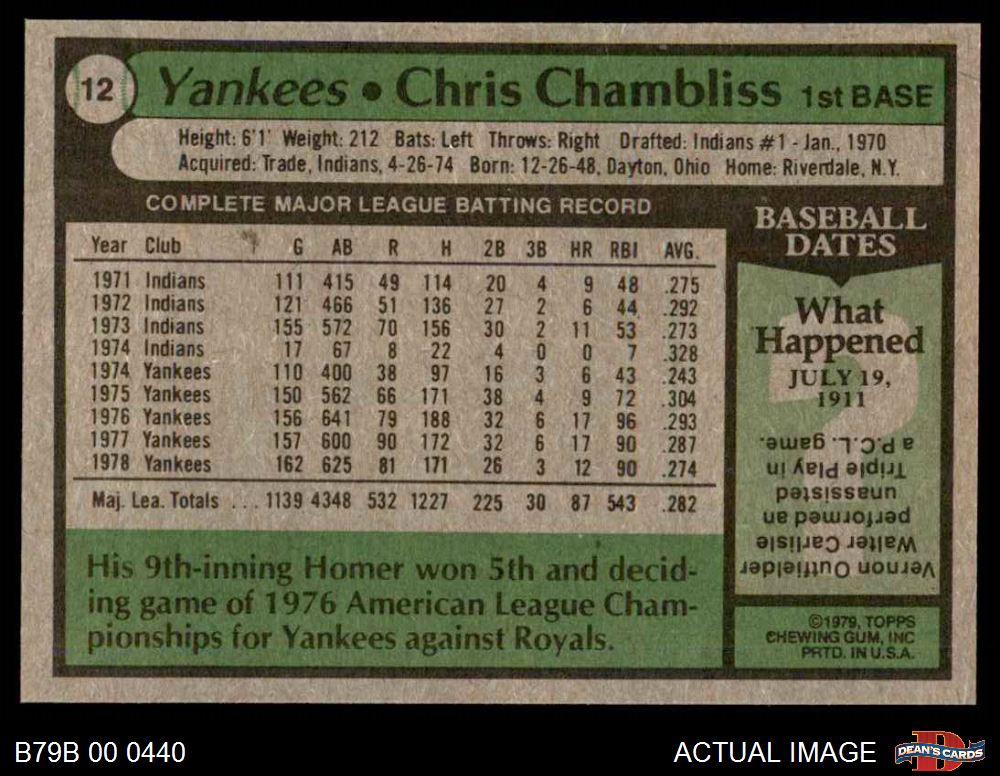 12
Yankees • Chris Chambliss 1st BASE
Height: 6'1' Weight: 212 Bats: Left Throws: Right Drafted: Indians #1 - Jan., 1970
Acquired: Trade, Indians, 4-26-74 Born: 12-26-48, Dayton, Ohio Home: Riverdale, N.Y.
COMPLETE MAJOR LEAGUE BATTING RECORD
Year Club G AB R H 2B 3B HR RBI AVG.
1971 Indians 111 415 49 114 20 4 9 48 .275
1972 Indians 121 466 51 136 27 2 6 44 .292
1973 Indians 155 572 70 156 30 2 11 53 .273
1974 Indians 17 67 8 22 4 0 0 7 .328
1974 Yankees 110 400 38 97 16 3 6 43 .243
1975 Yankees 150 562 66 171 38 4 9 72 .304
1976 Yankees 156 641 79 188 32 6 17 96 .293
1977 Yankees 157 600 90 172 32 6 17 90 .287
1978 Yankees 162 625 81 171 26 3 12 90 .274
Maj. Lea. Totals ... 1139 4348 532 1227 225 30 87 543 .282
His 9th-inning Homer won 5th and decid-
ing game of 1976 American League Cham-
pionships for Yankees against Royals.
BASEBALL
DATES
What
Happened
JULY 19,
1911
?
Vernon Outfielder
Walter Carlisle
performed an
unassisted
Triple Play in
a P.C.L. game.
©1979, TOPPS
CHEWING GUM, INC
PRTD. IN U.S.A.
B79B 00 0440
ACTUAL IMAGE
D
DEAN'S CARDS